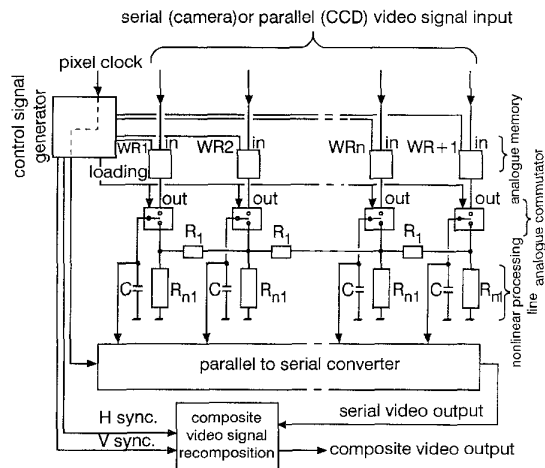 serial (camera)or parallel (CCD) video signal input
pixel clock
control signal
generator
WR1
in
WR2
in
WRn
in
WR+1
in
analogue memory
loading
out
out
out
out
analogue commutator
R1
R1
R1
C
Rn1
C
Rn1
C
Rn1
C
Rn1
nonlinear processing
line
parallel to serial converter
serial video output
H sync.
V sync.
composite
video signal
recomposition
composite video output